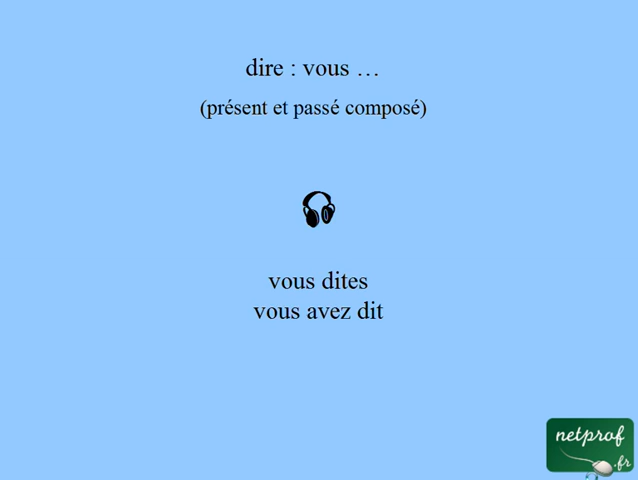 dire : vous …
(présent et passé composé)
vous dites
vous avez dit
netprof
.fr